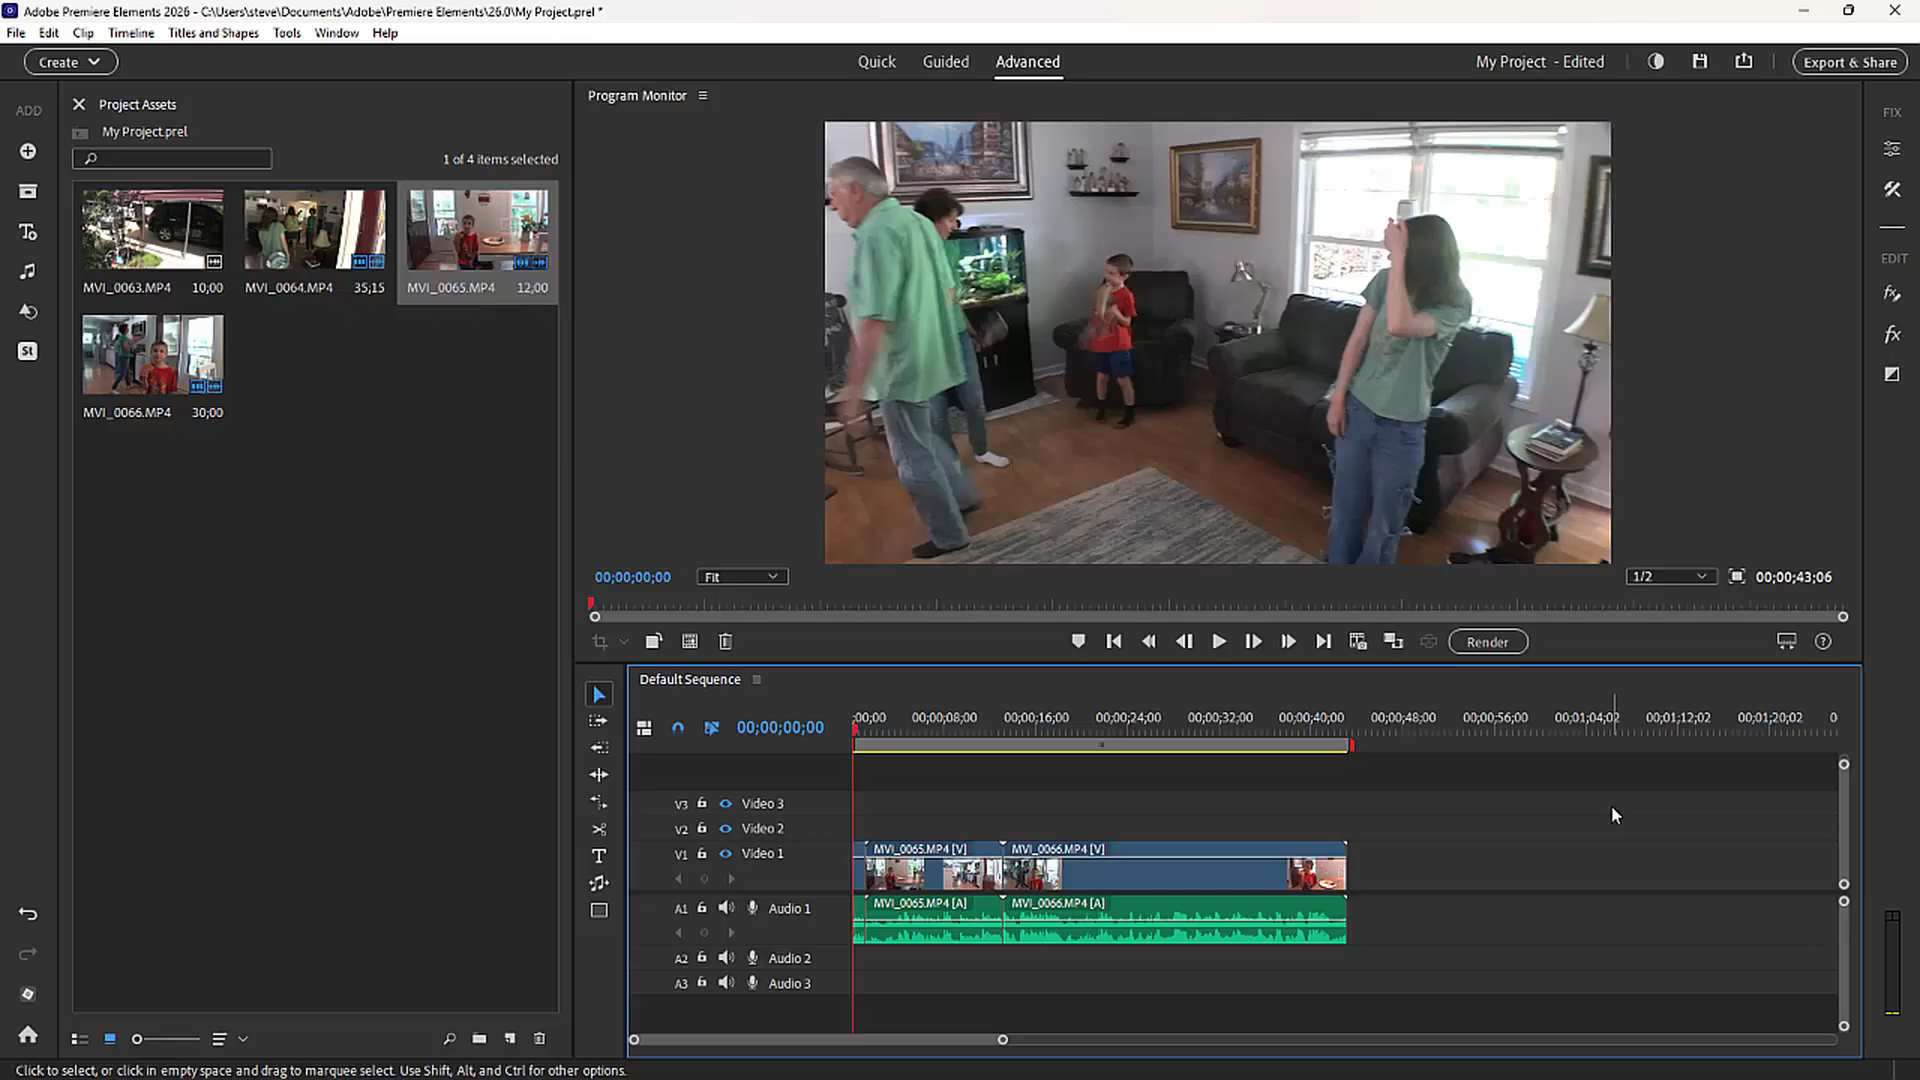 Adobe Premiere Elements 2026 - C:\Users\steve\Documents\Adobe\Premiere Elements\26.0\My Project.prel *
File Edit Clip Timeline Titles and Shapes Tools Window Help
Create
Quick Guided Advanced
My Project - Edited
Export & Share
ADD
Project Assets
My Project.prel
1 of 4 items selected
MVI_0063.MP4 10;00
MVI_0064.MP4 35;15
MVI_0065.MP4 12;00
MVI_0066.MP4 30;00
St
Program Monitor
FIX
EDIT
00;00;00;00
Fit
1/2
00;00;43;06
Render
Default Sequence
00;00;00;00
;00;00 00;00;08;00 00;00;16;00 00;00;24;00 00;00;32;00 00;00;40;00 00;00;48;00 00;00;56;00 00;01;04;02 00;01;12;02 00;01;20;02 0
V3 Video 3
V2 Video 2
V1 Video 1
MVI_0065.MP4 [V] MVI_0066.MP4 [V]
A1 Audio 1
MVI_0065.MP4 [A] MVI_0066.MP4 [A]
A2 Audio 2
A3 Audio 3
Click to select, or click in empty space and drag to marquee select. Use Shift, Alt, and Ctrl for other options.